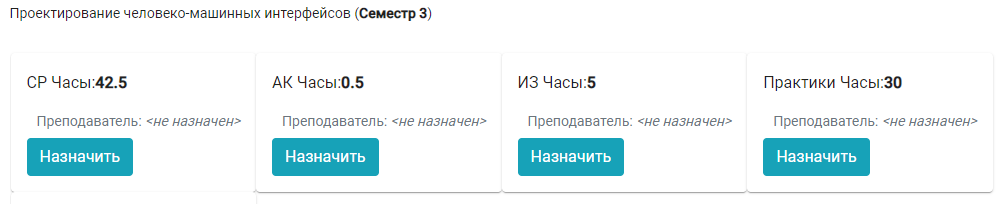 Проектирование человеко-машинных интерфейсов (Семестр 3)
СР Часы:42.5
АК Часы:0.5
ИЗ Часы:5
Практики Часы:30
Преподаватель: <не назначен>
Преподаватель: <не назначен>
Преподаватель: <не назначен>
Преподаватель: <не назначен>
Назначить
Назначить
Назначить
Назначить